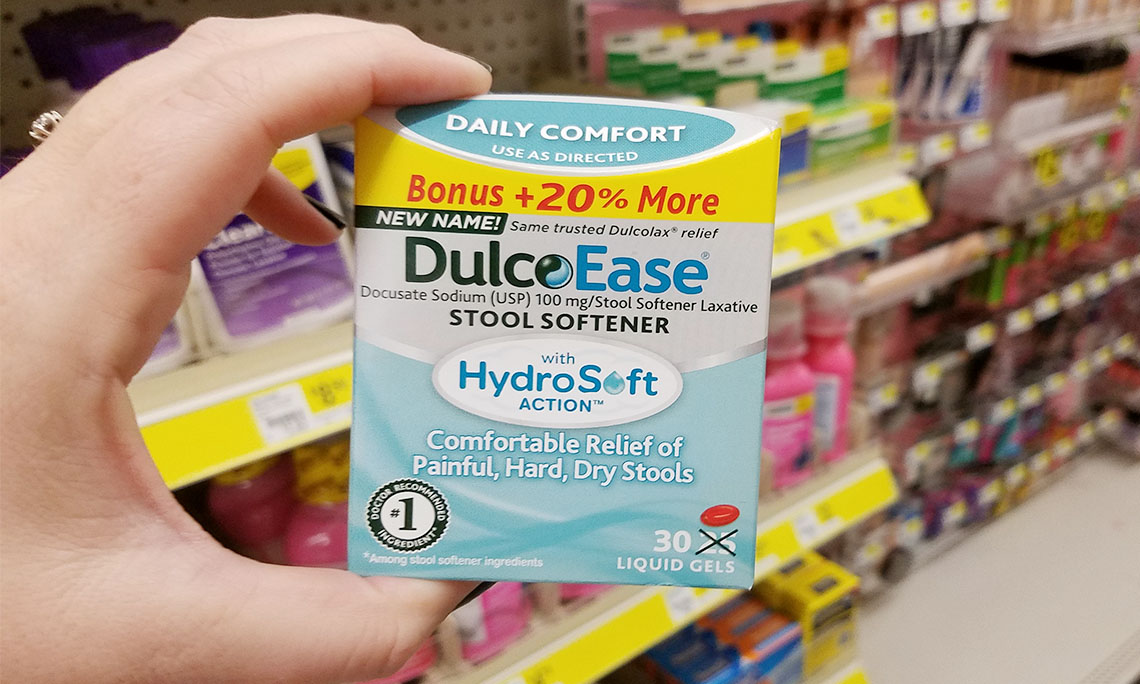 DAILY COMFORT
USE AS DIRECTED
Bonus +20% More
NEW NAME! Same trusted Dulcolax® relief
DulcoEase®
Docusate Sodium (USP) 100 mg/Stool Softener Laxative
STOOL SOFTENER
with
HydroSoft
ACTION™
Comfortable Relief of
Painful, Hard, Dry Stools
DOCTOR RECOMMENDED
#1
INGREDIENT*
*Among stool softener ingredients
30 25
LIQUID GELS